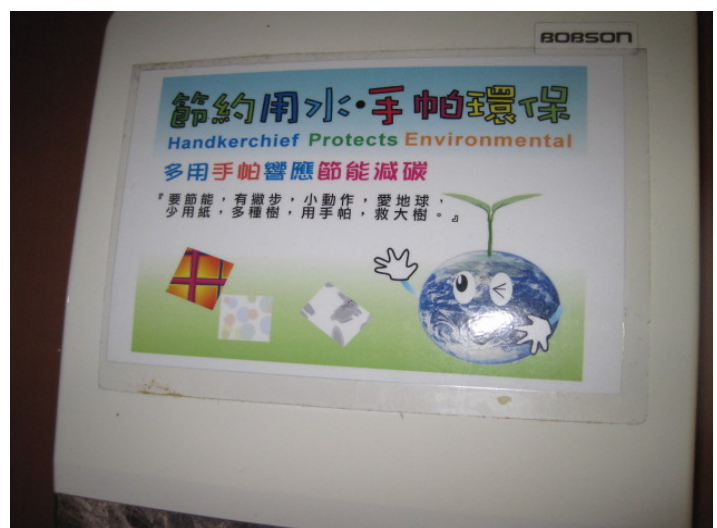 BOBSON
節約用水•手帕環保
Handkerchief Protects Environmental
多用手帕響應節能減碳
『要節能，有撇步，小動作，愛地球，
少用紙，多種樹，用手帕，救大樹。』